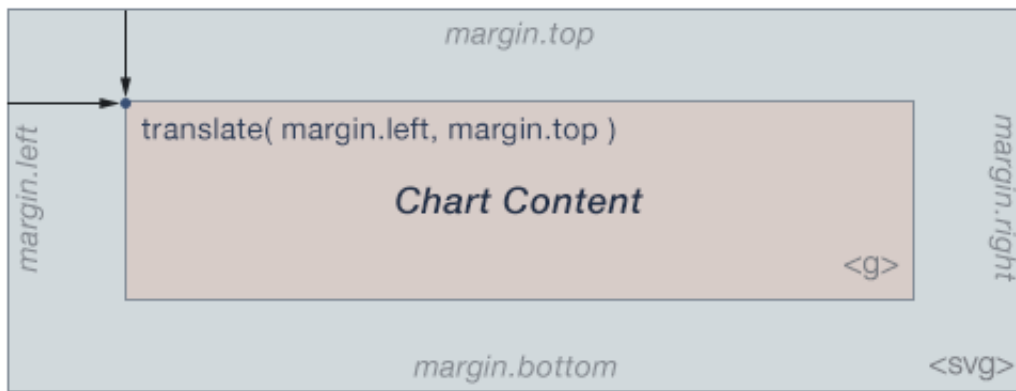 margin.top
translate( margin.left, margin.top )
margin.left
Chart Content
margin.right
<g>
margin.bottom
<svg>